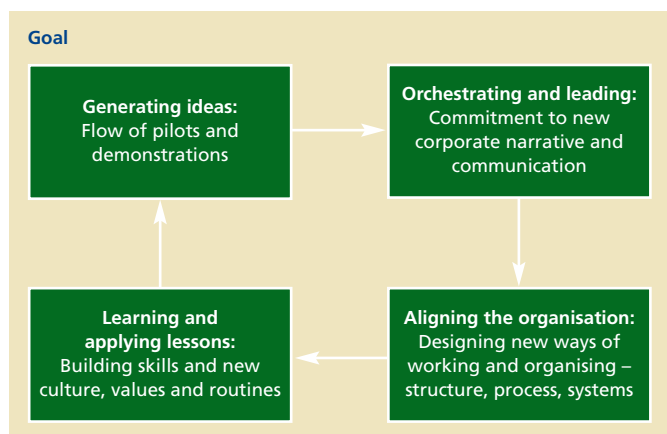 Goal
Generating ideas:
Flow of pilots and
demonstrations
Orchestrating and leading:
Commitment to new
corporate narrative and
communication
Learning and
applying lessons:
Building skills and new
culture, values and routines
Aligning the organisation:
Designing new ways of
working and organising –
structure, process, systems